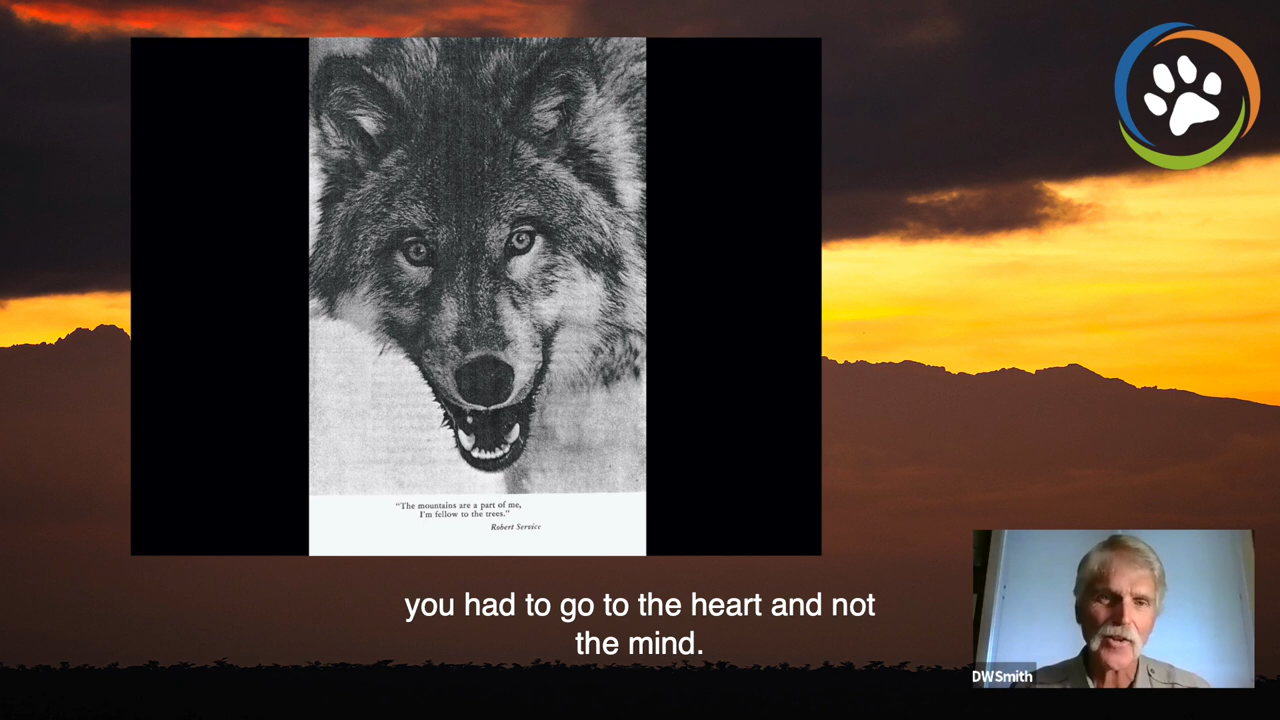 “The mountains are a part of me,
I'm fellow to the trees.”
Robert Service
you had to go to the heart and not
the mind.
DWSmith